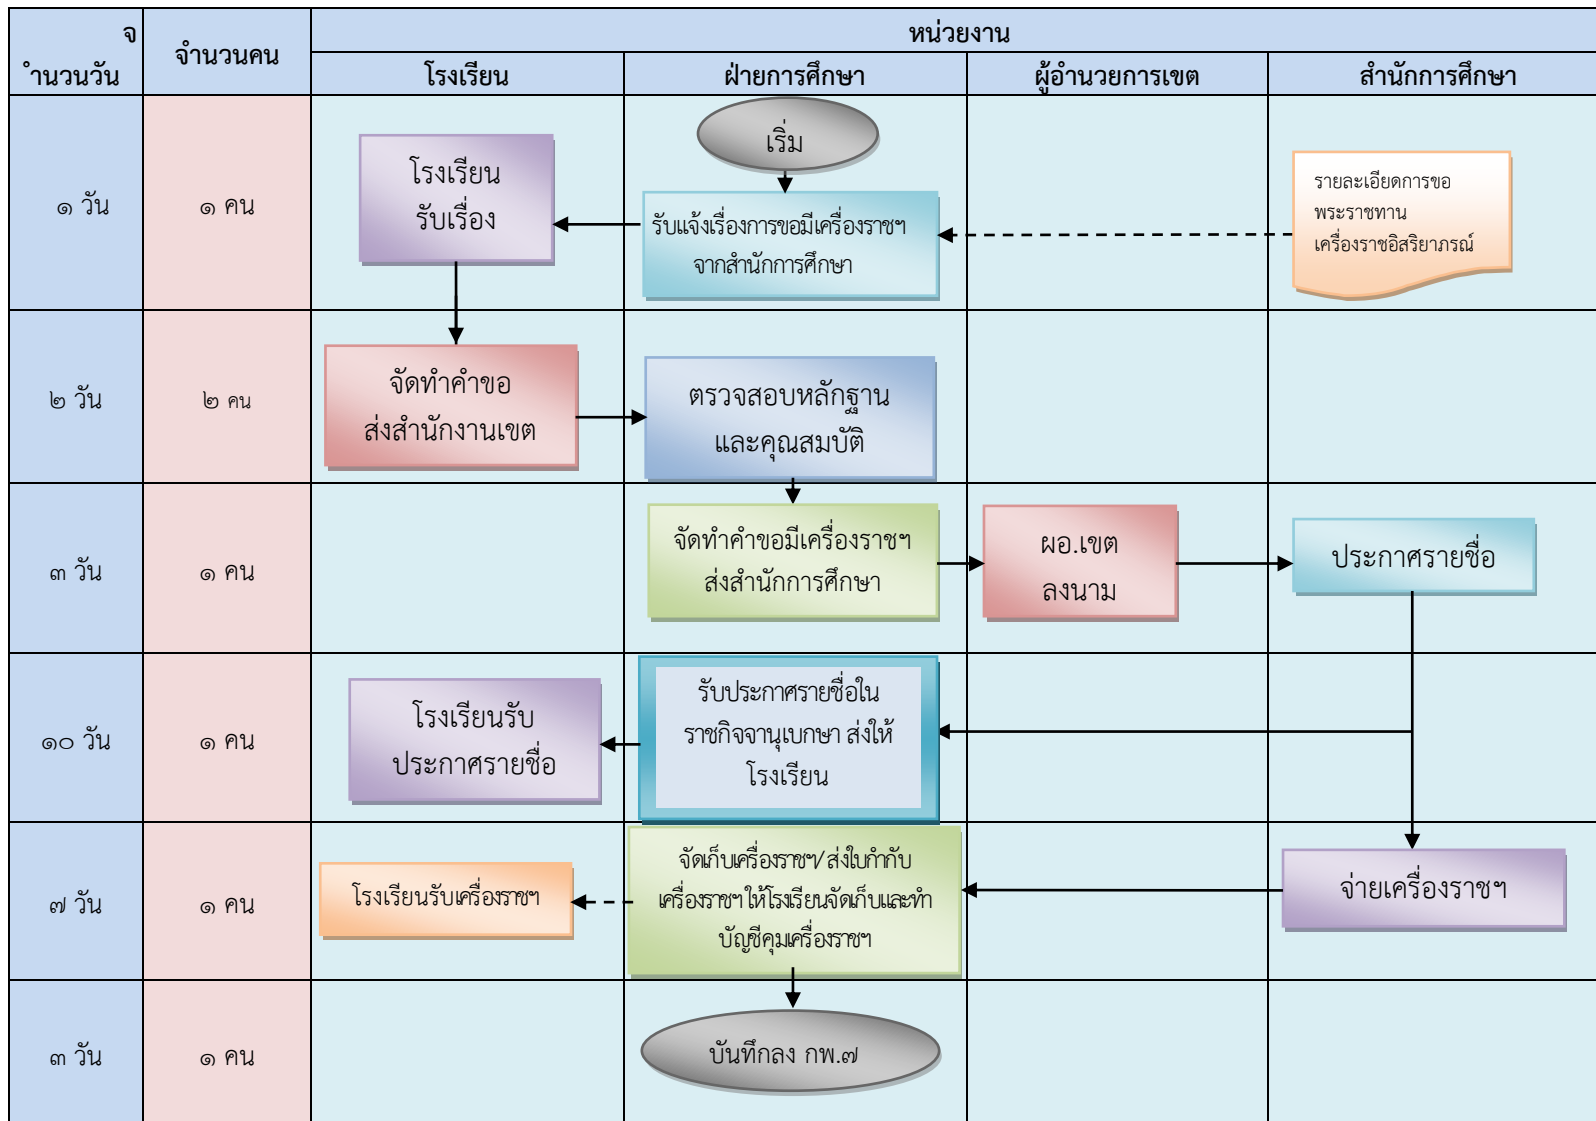 จ
ำนวนวัน
จำนวนคน
หน่วยงาน
โรงเรียน
ฝ่ายการศึกษา
ผู้อำนวยการเขต
สำนักการศึกษา
๑ วัน
๑ คน
โรงเรียน
รับเรื่อง
เริ่ม
รับแจ้งเรื่องการขอมีเครื่องราชฯ
จากสำนักการศึกษา
รายละเอียดการขอ
พระราชทาน
เครื่องราชอิสริยาภรณ์
๒ วัน
๒ คน
จัดทำคำขอ
ส่งสำนักงานเขต
ตรวจสอบหลักฐาน
และคุณสมบัติ
๓ วัน
๑ คน
จัดทำคำขอมีเครื่องราชฯ
ส่งสำนักการศึกษา
ผอ.เขต
ลงนาม
ประกาศรายชื่อ
๑๐ วัน
๑ คน
โรงเรียนรับ
ประกาศรายชื่อ
รับประกาศรายชื่อใน
ราชกิจจานุเบกษา ส่งให้
โรงเรียน
๗ วัน
๑ คน
โรงเรียนรับเครื่องราชฯ
จัดเก็บเครื่องราชฯ/ ส่งใบกำกับ
เครื่องราชฯ ให้โรงเรียนจัดเก็บและทำ
บัญชีคุมเครื่องราชฯ
จ่ายเครื่องราชฯ
๓ วัน
๑ คน
บันทึกลง กพ.๗